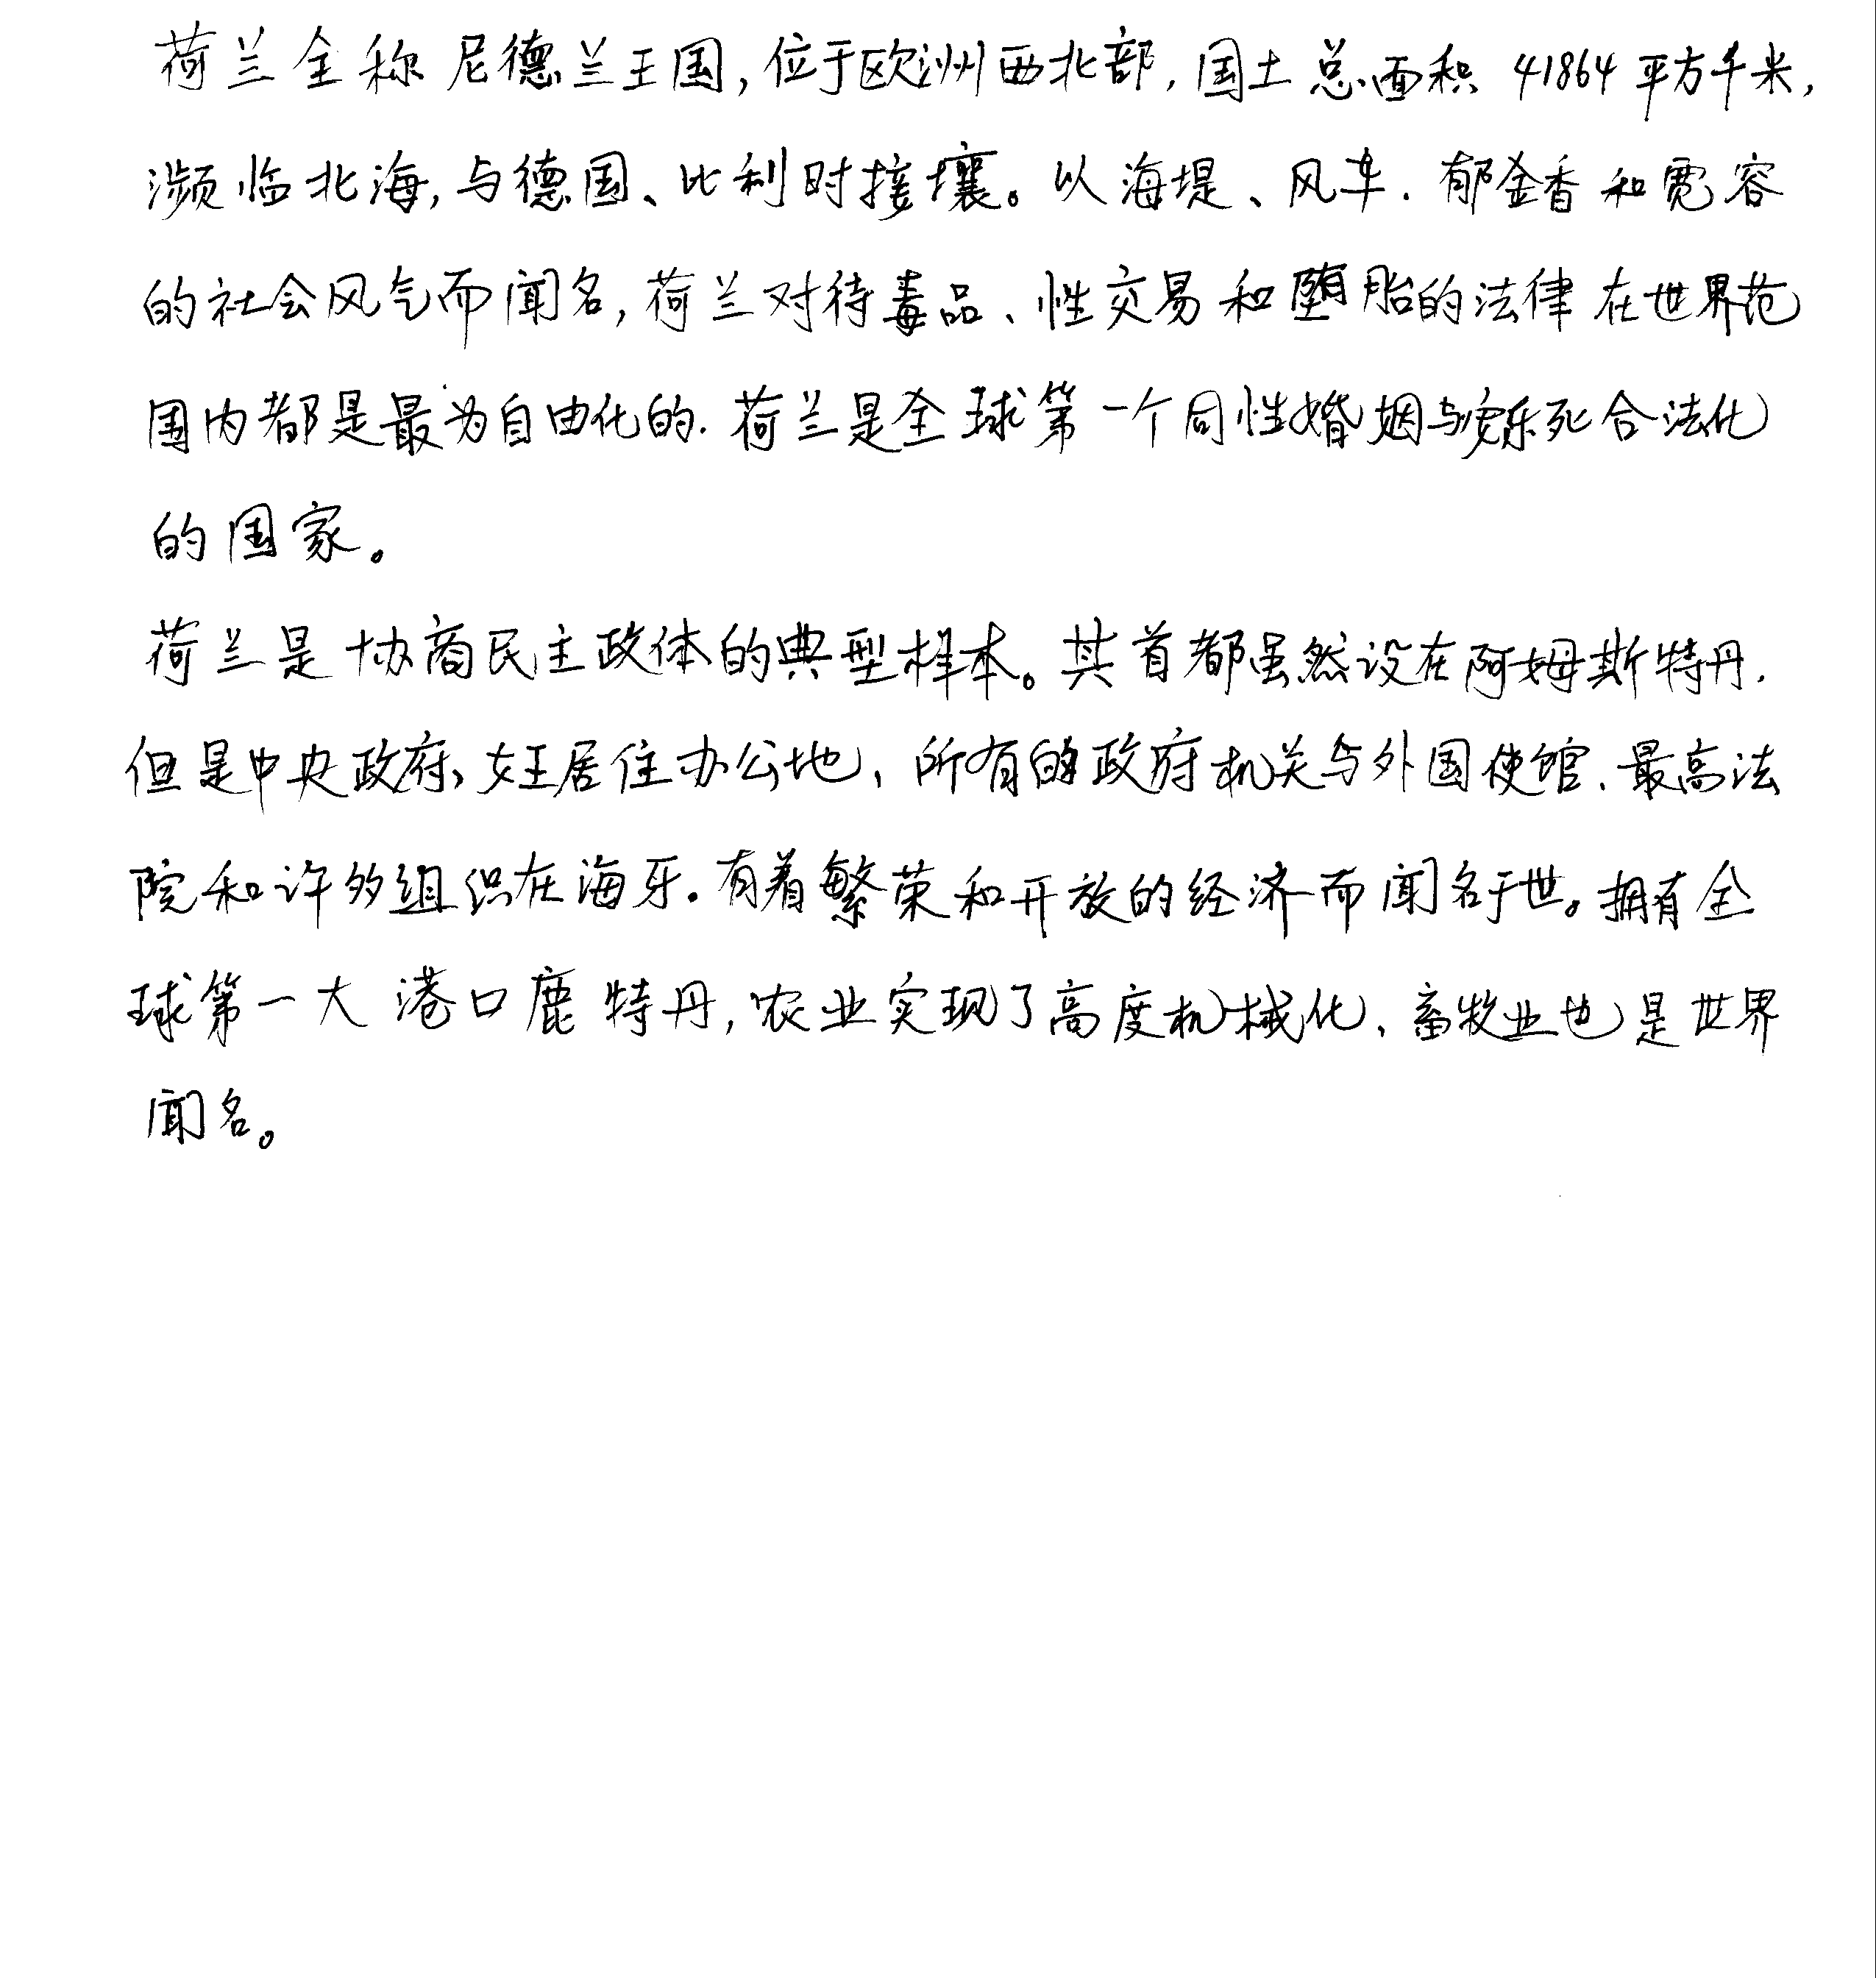 荷兰全称尼德兰王国,位于欧洲西北部,国土总面积41864平方千米,
濒临北海,与德国、比利时接壤。以海堤、风车.郁金香和宽容
的社会风气而闻名,荷兰对待毒品、性交易和堕胎的法律在世界范
围内都是最为自由化的.荷兰是全球第一个同性婚姻与安乐死合法化
的国家。
荷兰是协商民主政体的典型样本。其首都虽然设在阿姆斯特丹.
但是中央政府、女王居住办公地、所有的政府机关与外国使馆.最高法
院和许多组织在海牙.有着繁荣和开放的经济而闻名于世。拥有全
球第一大港口鹿特丹,农业实现了高度机械化、畜牧业也是世界
闻名。